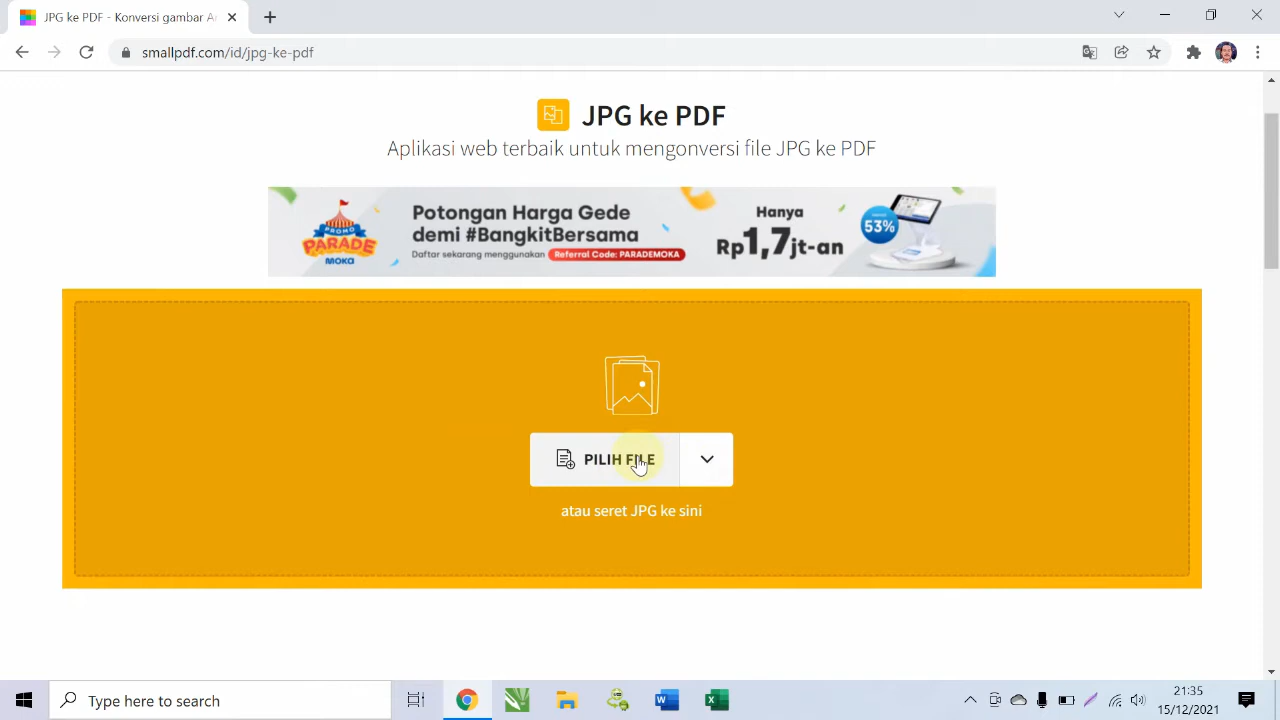 JPG ke PDF - Konversi gambar A
smallpdf.com/id/jpg-ke-pdf
JPG ke PDF
Aplikasi web terbaik untuk mengonversi file JPG ke PDF
PROMO
PARADE
MOKA
Potongan Harga Gede
demi #BangkitBersama
Daftar sekarang menggunakan Referral Code: PARADEMOKA
Hanya
Rp1,7jt-an
53%
PILIH FILE
atau seret JPG ke sini
Type here to search
21:35
15/12/2021